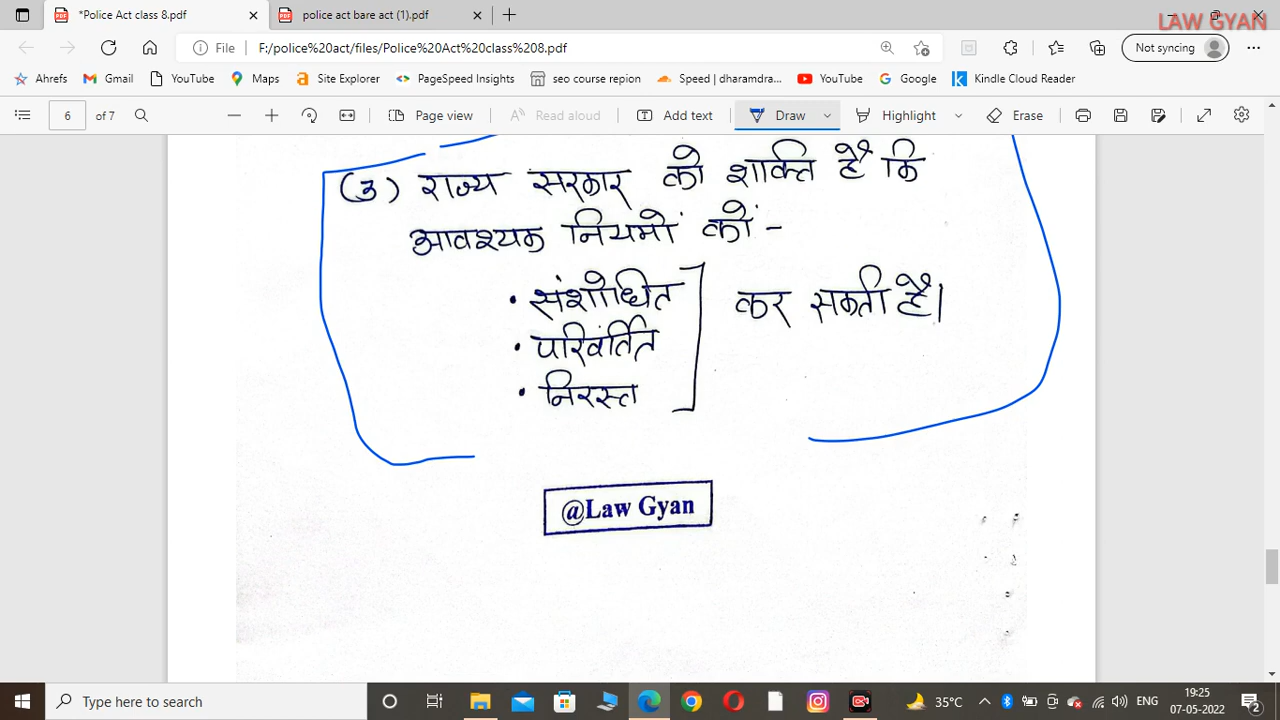 LAW GYAN
*Police Act class 8.pdf
police act bare act (1).pdf
File F:/police%20act/files/Police%20Act%20class%208.pdf
Not syncing
Ahrefs Gmail YouTube Maps Site Explorer PageSpeed Insights seo course repion Speed | dharamdra... YouTube Google Kindle Cloud Reader
6 of 7 Page view Read aloud Add text Draw Highlight Erase
(3) राज्य सरकार को शक्ति है कि
आवश्यक नियमों कों -
• संशोधित
कर सकती है।
• परिवर्तित
• निरस्त
@Law Gyan
Type here to search
35°C ENG 19:25
07-05-2022 2